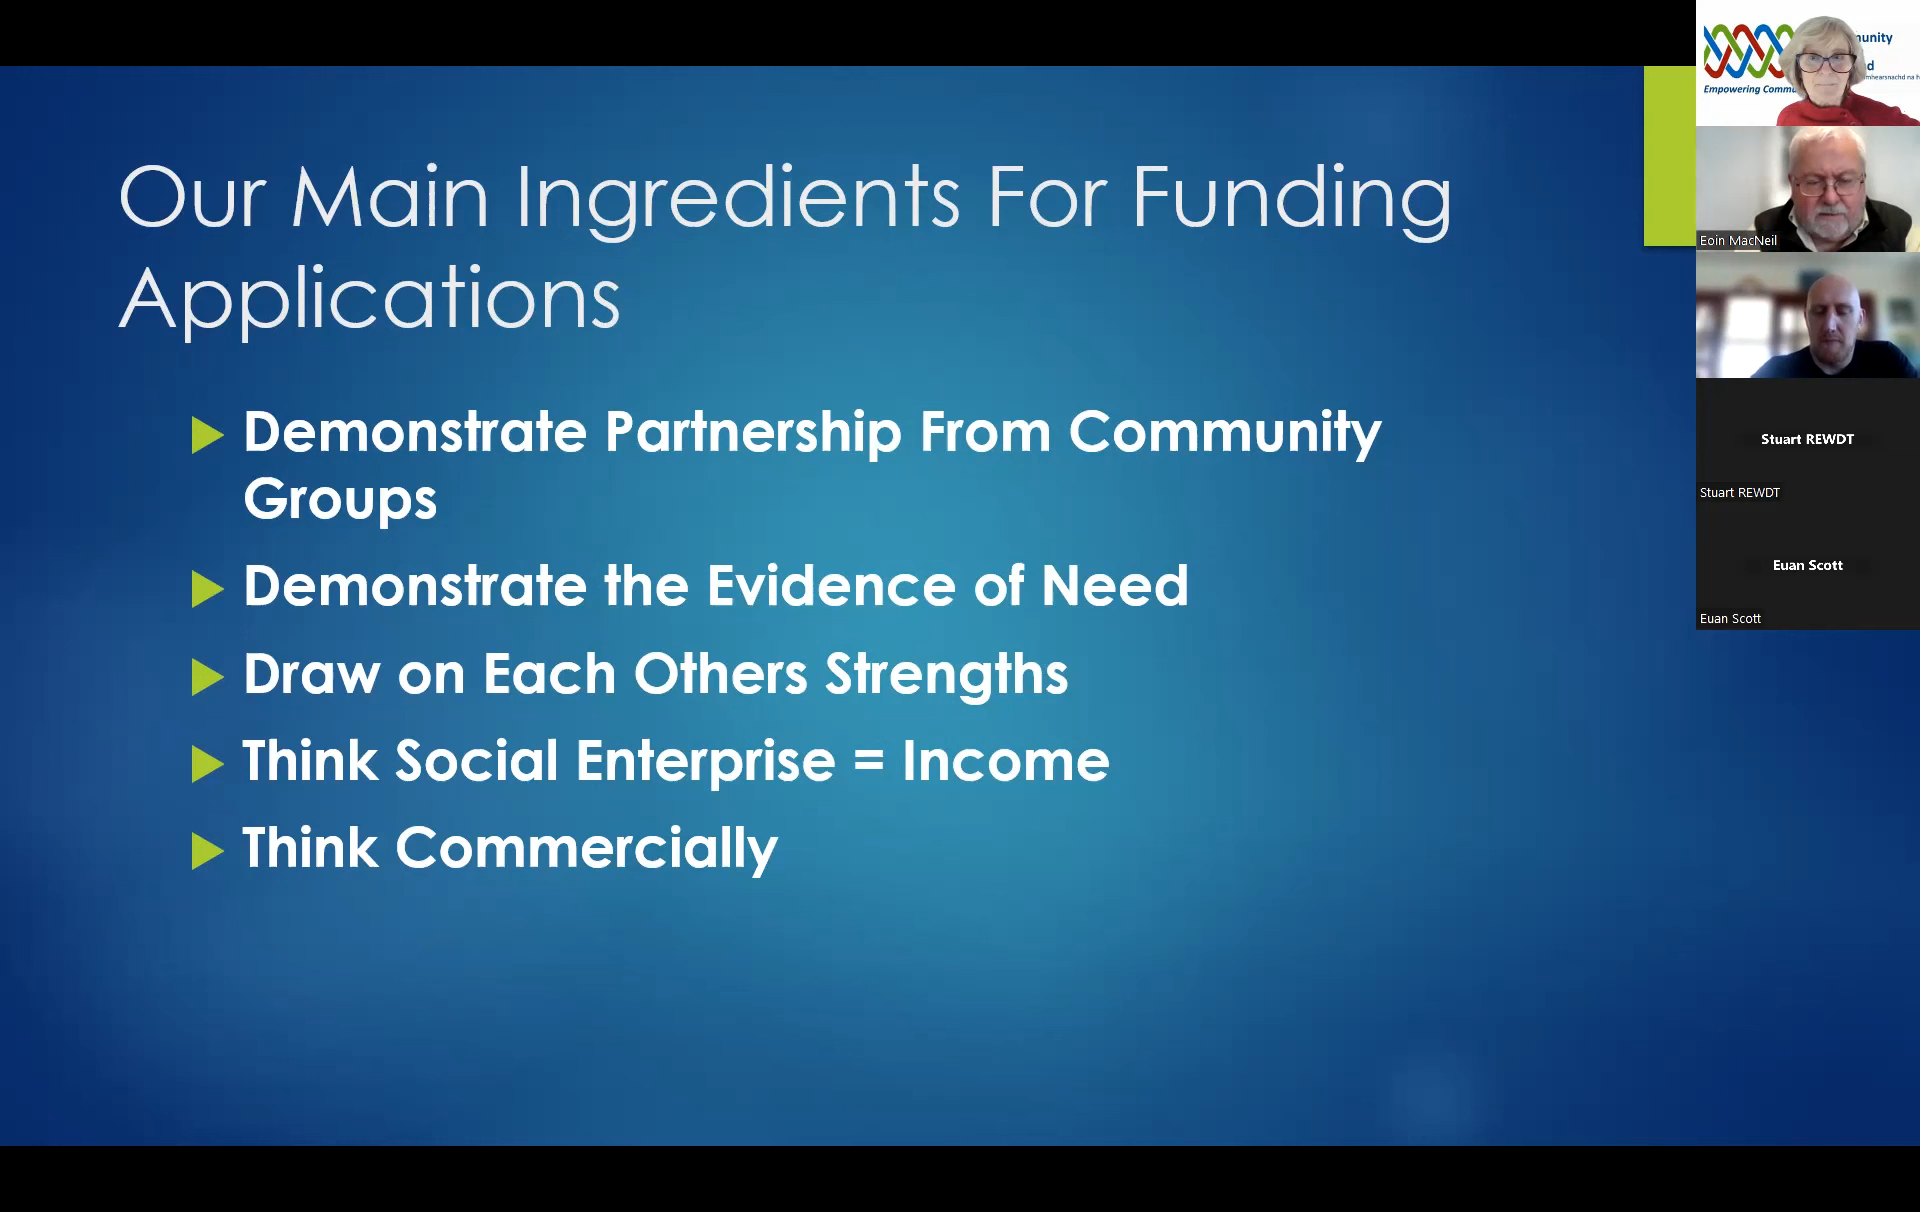 Our Main Ingredients For Funding
Applications
Demonstrate Partnership From Community
Groups
Demonstrate the Evidence of Need
Draw on Each Others Strengths
Think Social Enterprise = Income
Think Commercially
Empowering Commu
Eoin MacNeil
Stuart REWDT
Stuart REWDT
Euan Scott
Euan Scott